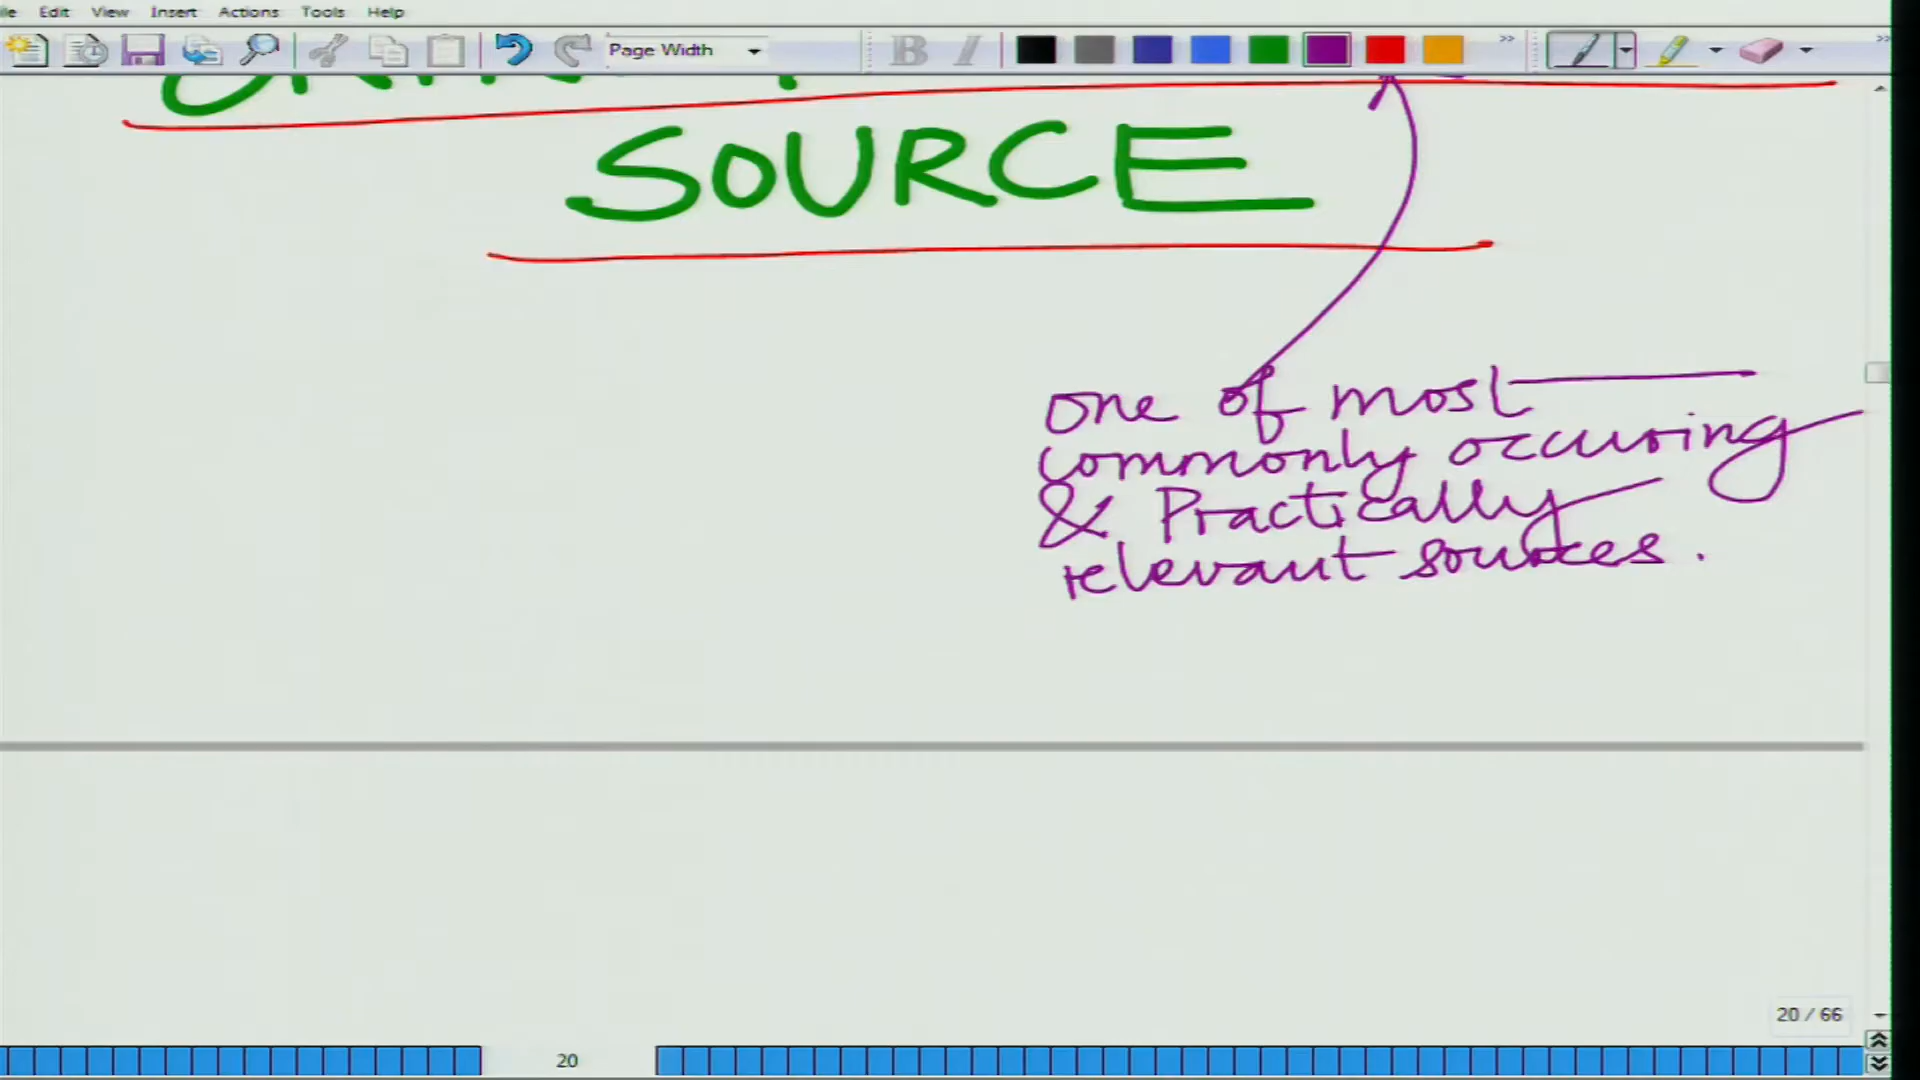 Edit View Insert Actions Tools Help
Page Width
SOURCE
one of most
commonly occuring
& Practically
relevant sources.
20 / 66
20